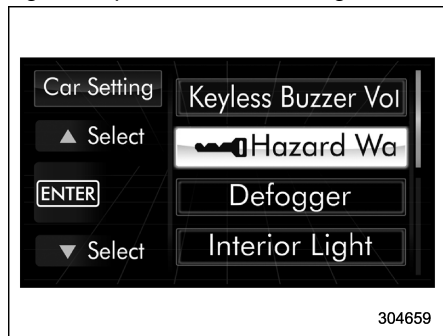 Car Setting
Keyless Buzzer Vol
▲ Select
Hazard Wa
ENTER
Defogger
▼ Select
Interior Light
304659